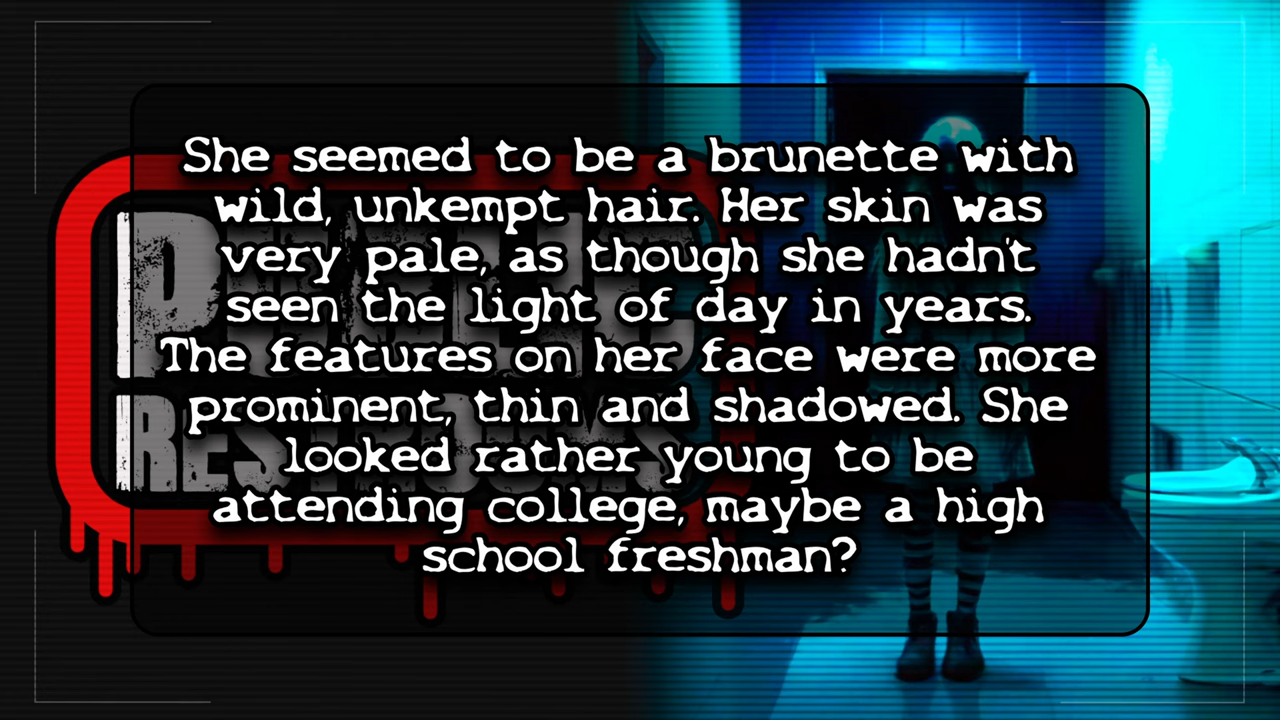 She seemed to be a brunette with
wild, unkempt hair. Her skin was
very pale, as though she hadn't
seen the light of day in years.
The features on her face were more
prominent, thin and shadowed. She
looked rather young to be
attending college, maybe a high
school freshman?
PUBLIC
RESTROOMS